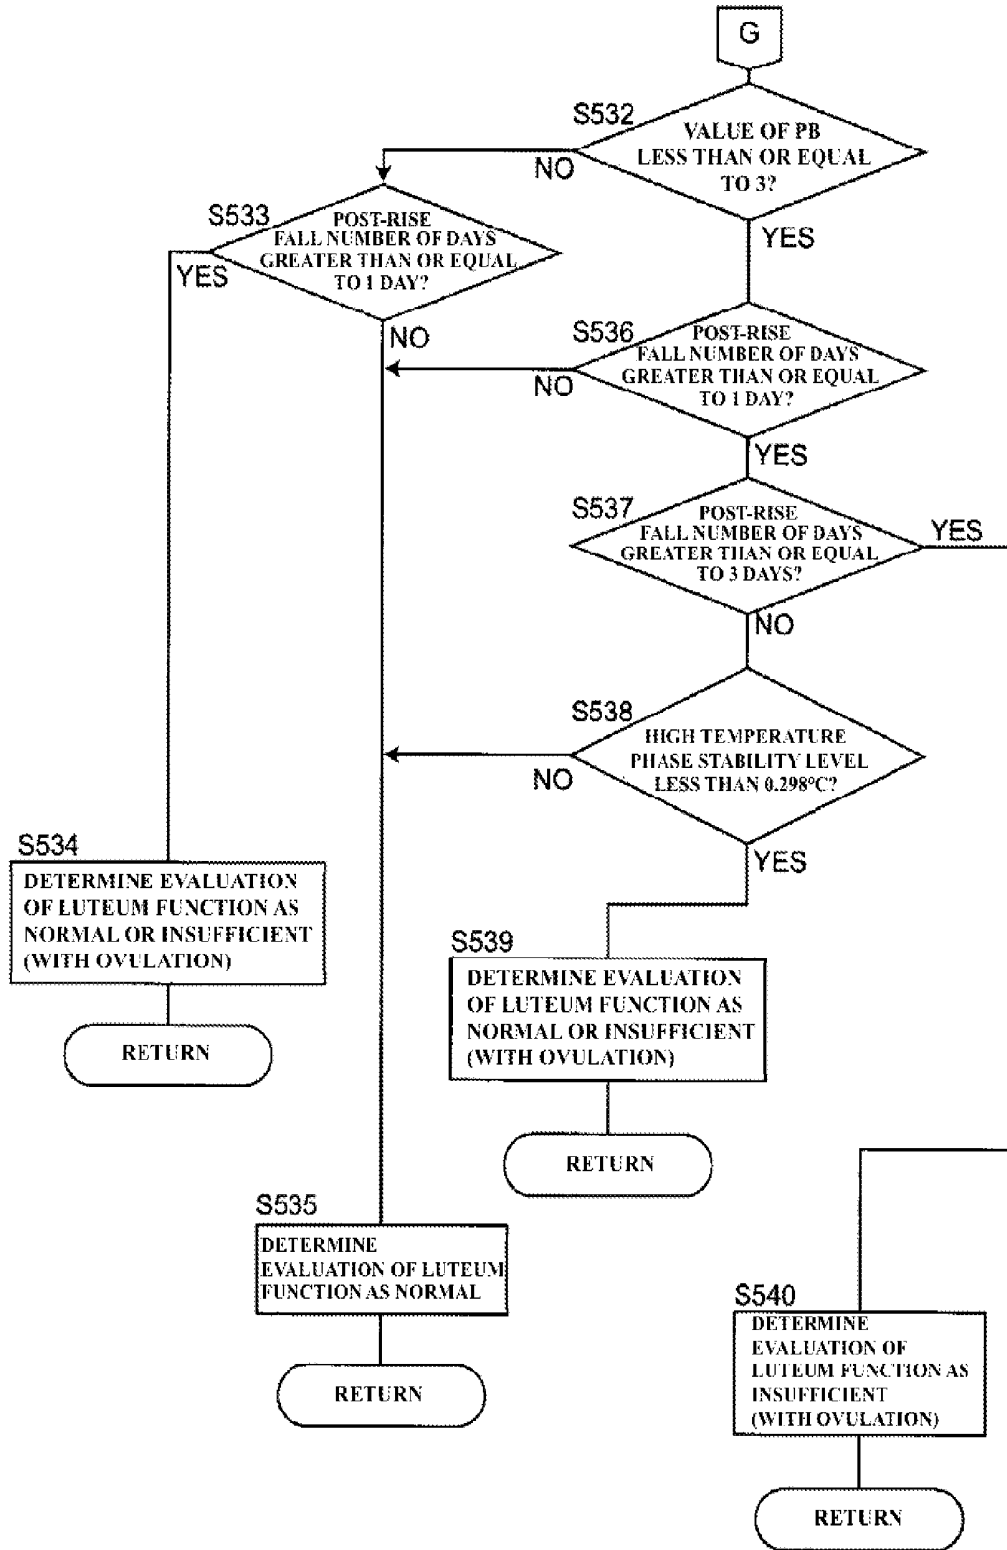 G
S532
VALUE OF PB
LESS THAN OR EQUAL
TO 3?
NO
YES
S533
POST-RISE
FALL NUMBER OF DAYS
GREATER THAN OR EQUAL
TO 1 DAY?
YES
NO
S536
POST-RISE
FALL NUMBER OF DAYS
GREATER THAN OR EQUAL
TO 1 DAY?
NO
YES
S537
POST-RISE
FALL NUMBER OF DAYS
GREATER THAN OR EQUAL
TO 3 DAYS?
YES
NO
S538
HIGH TEMPERATURE
PHASE STABILITY LEVEL
LESS THAN 0.298°C?
NO
YES
S534
DETERMINE EVALUATION
OF LUTEUM FUNCTION AS
NORMAL OR INSUFFICIENT
(WITH OVULATION)
RETURN
S539
DETERMINE EVALUATION
OF LUTEUM FUNCTION AS
NORMAL OR INSUFFICIENT
(WITH OVULATION)
RETURN
S535
DETERMINE
EVALUATION OF LUTEUM
FUNCTION AS NORMAL
RETURN
S540
DETERMINE
EVALUATION OF
LUTEUM FUNCTION AS
INSUFFICIENT
(WITH OVULATION)
RETURN